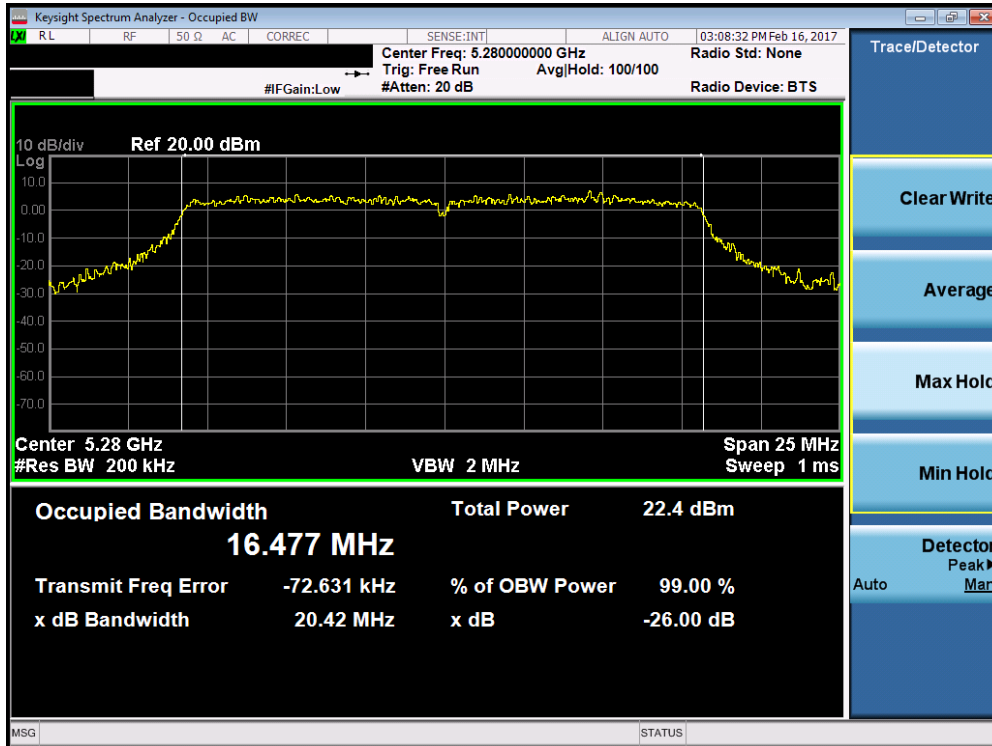 Keysight Spectrum Analyzer - Occupied BW
LXI RL RF 50 Ω AC CORREC SENSE:INT ALIGN AUTO 03:08:32 PM Feb 16, 2017
Center Freq: 5.280000000 GHz Radio Std: None
Trig: Free Run Avg|Hold: 100/100
#IFGain:Low #Atten: 20 dB Radio Device: BTS
10 dB/div Ref 20.00 dBm
Log
10.0
0.00
-10.0
-20.0
-30.0
-40.0
-50.0
-60.0
-70.0
Center 5.28 GHz Span 25 MHz
#Res BW 200 kHz VBW 2 MHz Sweep 1 ms
Occupied Bandwidth Total Power 22.4 dBm
16.477 MHz
Transmit Freq Error -72.631 kHz % of OBW Power 99.00 %
x dB Bandwidth 20.42 MHz x dB -26.00 dB
MSG STATUS
Trace/Detector
Clear Write
Average
Max Hold
Min Hold
Detector
Peak▶
Auto Man